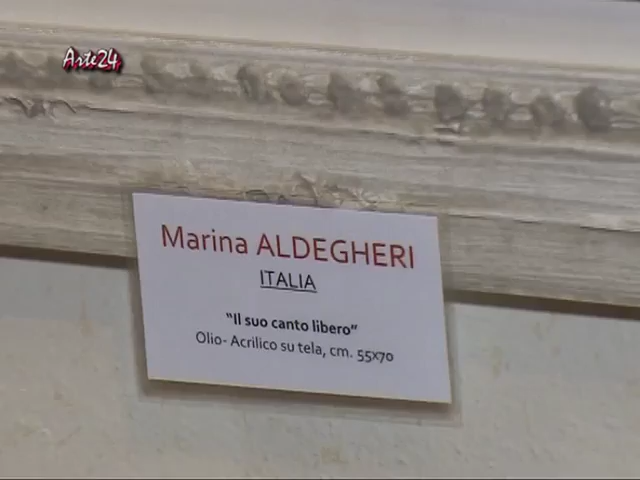 Arte24
Marina ALDEGHERI
ITALIA
"Il suo canto libero"
Olio- Acrilico su tela, cm. 55x70